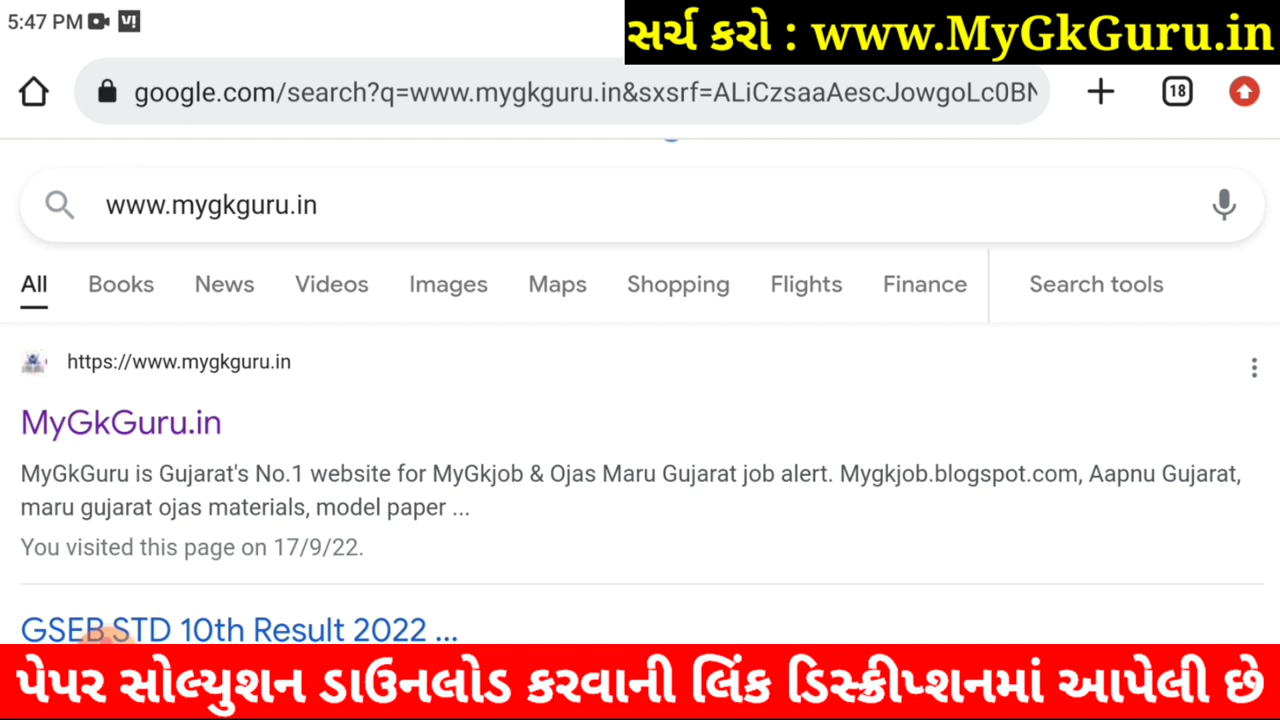 5:47 PM
સર્ચ કરો : www.MyGkGuru.in
google.com/search?q=www.mygkguru.in&sxsrf=ALiCzsaaAescJowgoLc0BN
18
www.mygkguru.in
All Books News Videos Images Maps Shopping Flights Finance Search tools
https://www.mygkguru.in
MyGkGuru.in
MyGkGuru is Gujarat's No.1 website for MyGkjob & Ojas Maru Gujarat job alert. Mygkjob.blogspot.com, Aapnu Gujarat,
maru gujarat ojas materials, model paper ...
You visited this page on 17/9/22.
GSEB STD 10th Result 2022 ...
પેપર સોલ્યુશન ડાઉનલોડ કરવાની લિંક ડિસ્ક્રીપ્શનમાં આપેલી છે